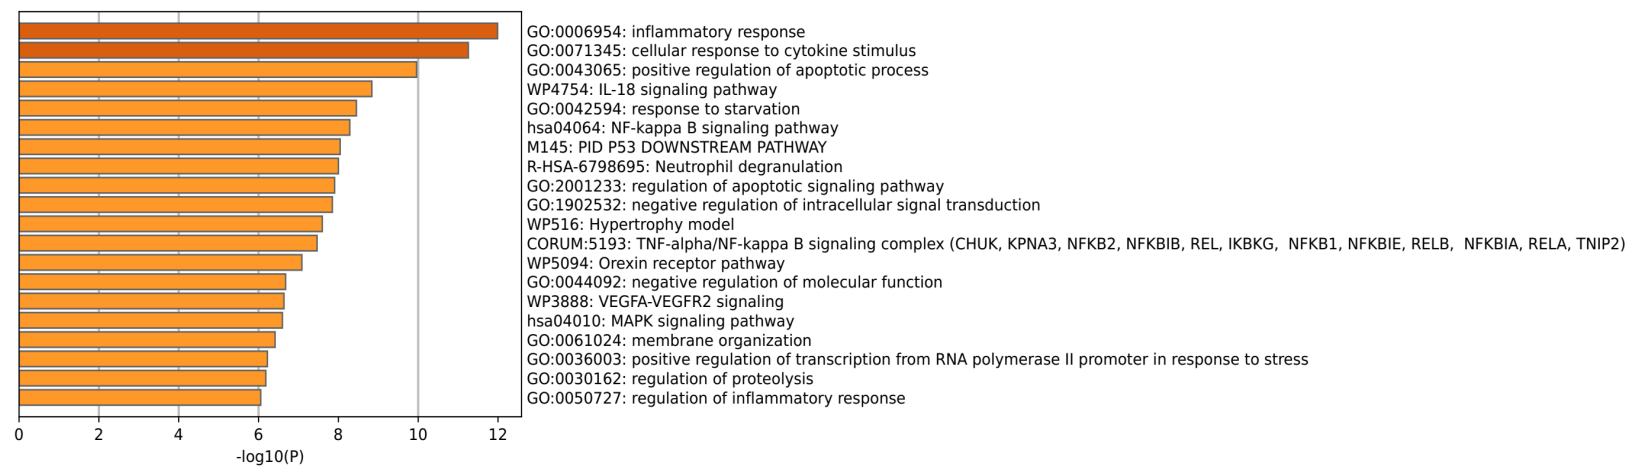 GO:0006954: inflammatory response
GO:0071345: cellular response to cytokine stimulus
GO:0043065: positive regulation of apoptotic process
WP4754: IL-18 signaling pathway
GO:0042594: response to starvation
hsa04064: NF-kappa B signaling pathway
M145: PID P53 DOWNSTREAM PATHWAY
R-HSA-6798695: Neutrophil degranulation
GO:2001233: regulation of apoptotic signaling pathway
GO:1902532: negative regulation of intracellular signal transduction
WP516: Hypertrophy model
CORUM:5193: TNF-alpha/NF-kappa B signaling complex (CHUK, KPNA3, NFKB2, NFKBIB, REL, IKBKG,  NFKB1, NFKBIE, RELB,  NFKBIA, RELA, TNIP2)
WP5094: Orexin receptor pathway
GO:0044092: negative regulation of molecular function
WP3888: VEGFA-VEGFR2 signaling
hsa04010: MAPK signaling pathway
GO:0061024: membrane organization
GO:0036003: positive regulation of transcription from RNA polymerase II promoter in response to stress
GO:0030162: regulation of proteolysis
GO:0050727: regulation of inflammatory response
0 2 4 6 8 10 12
-log10(P)